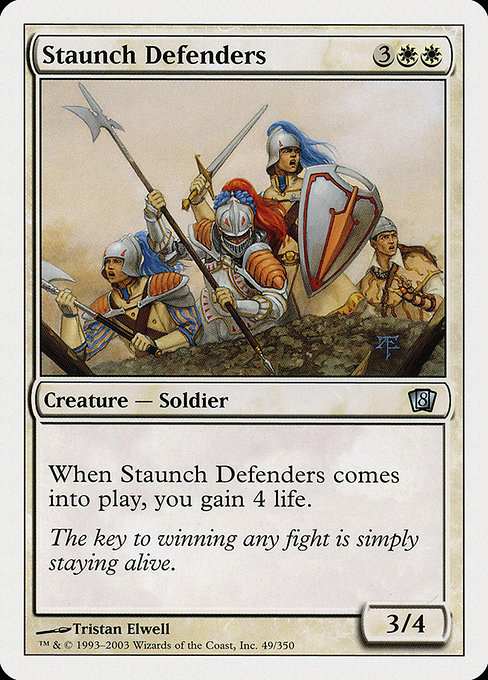 Staunch Defenders 3
Creature — Soldier 8
When Staunch Defenders comes
into play, you gain 4 life.
The key to winning any fight is simply
staying alive.
Tristan Elwell
3/4
™ & © 1993–2003 Wizards of the Coast, Inc. 49/350